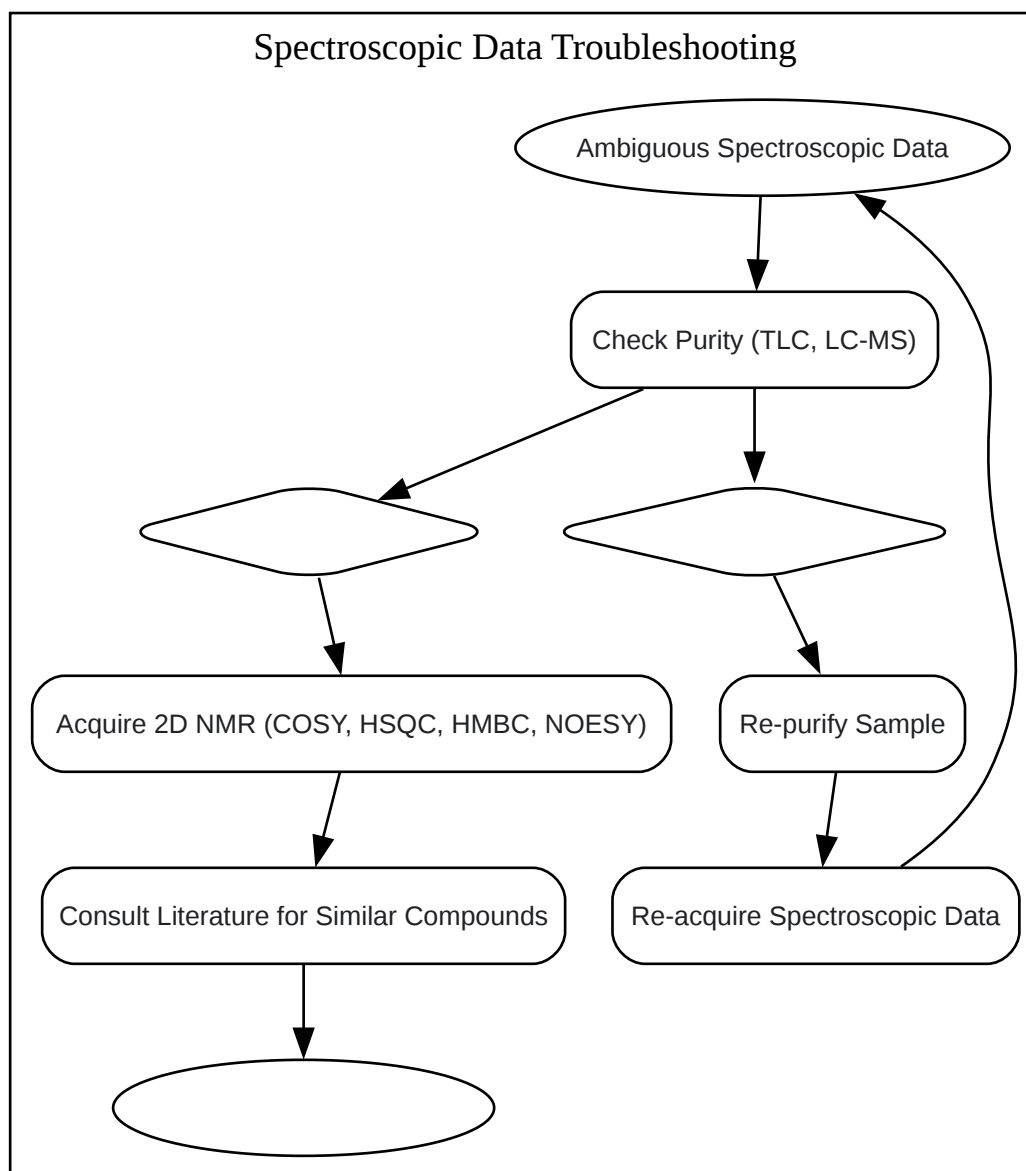 Spectroscopic Data Troubleshooting
Ambiguous Spectroscopic Data
Check Purity (TLC, LC-MS)
Acquire 2D NMR (COSY, HSQC, HMBC, NOESY)
Re-purify Sample
Consult Literature for Similar Compounds
Re-acquire Spectroscopic Data